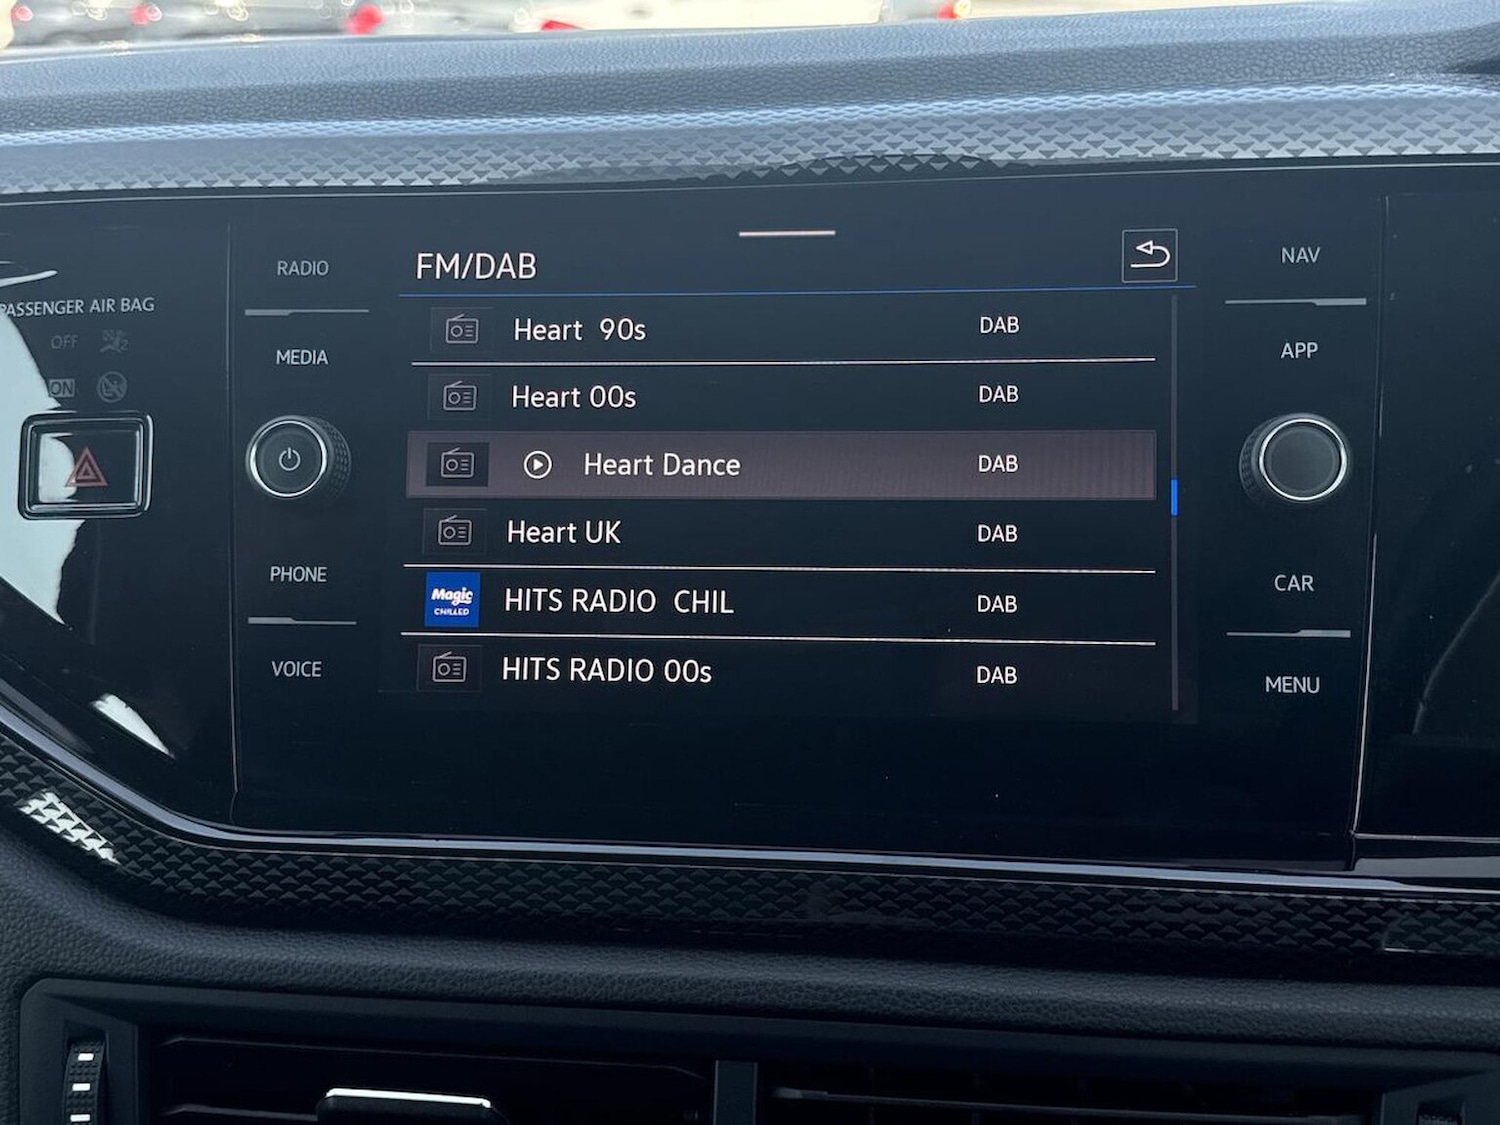 PASSENGER AIR BAG
OFF
ON
RADIO
MEDIA
PHONE
VOICE
FM/DAB
Heart 90s DAB
Heart 00s DAB
Heart Dance DAB
Heart UK DAB
Magic
CHILLED
HITS RADIO CHIL DAB
HITS RADIO 00s DAB
NAV
APP
CAR
MENU